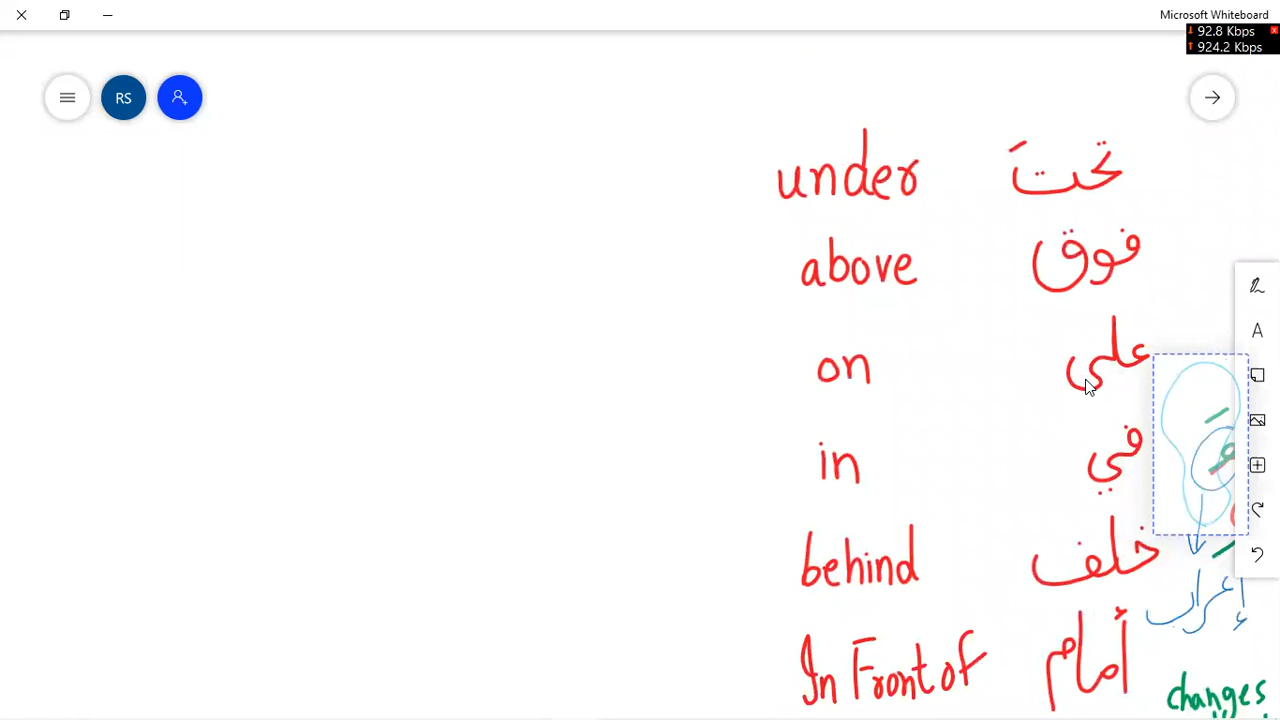 Microsoft Whiteboard
92.8 Kbps
924.2 Kbps
RS
under تحتَ
above فوق
on على
in في
behind خلف
In Front of أمام
إعراب
changes